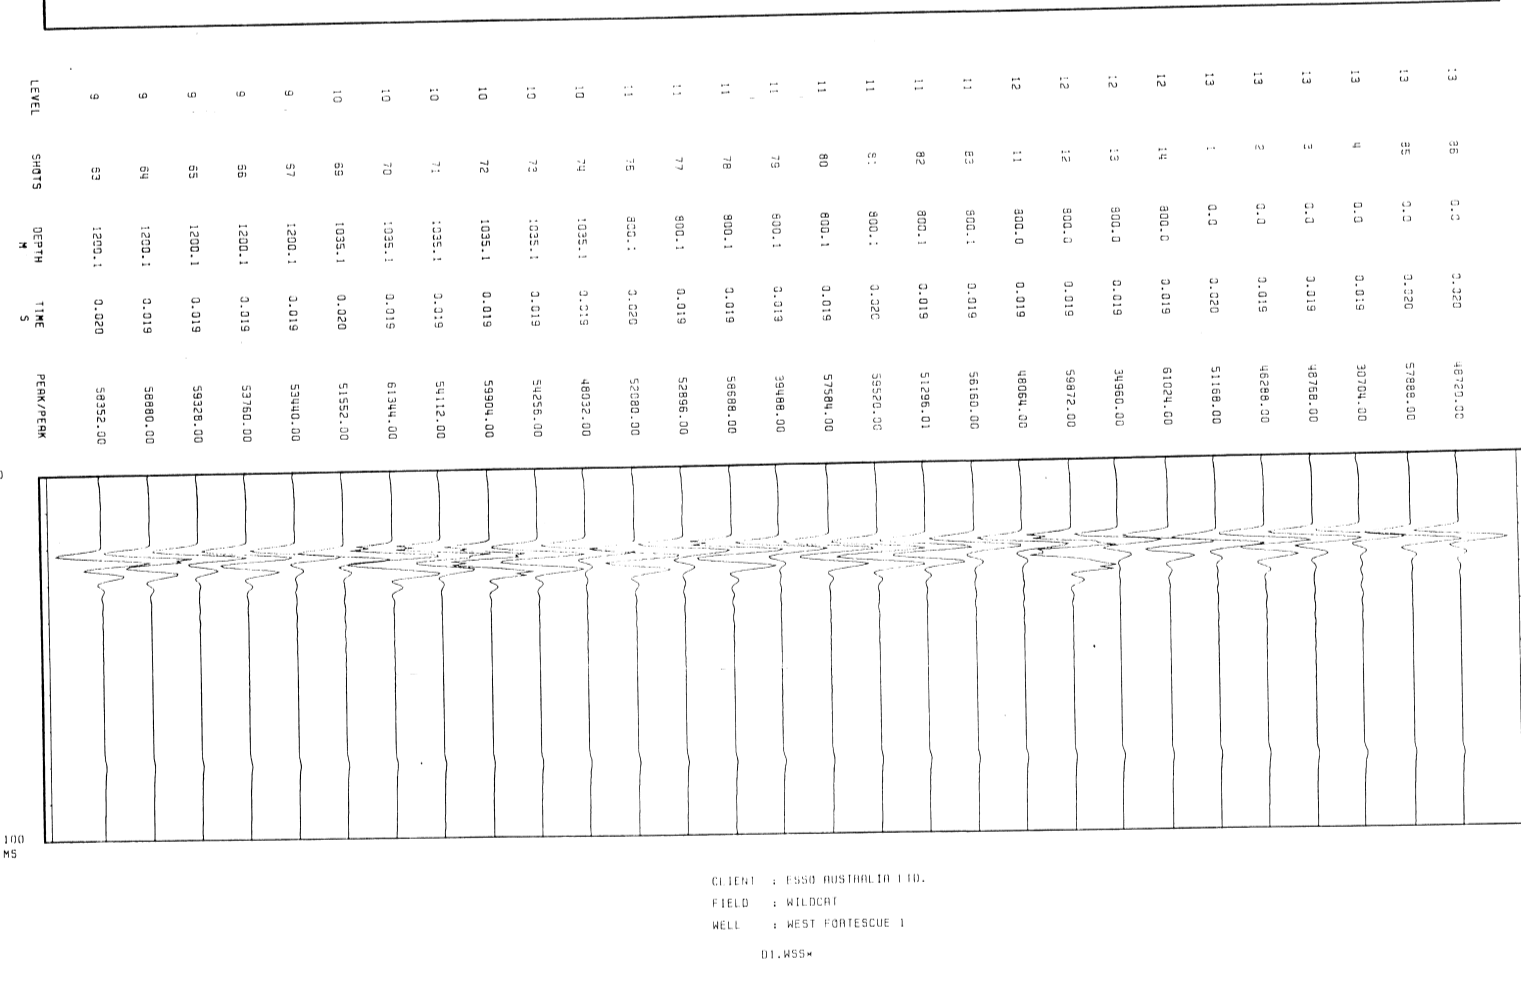 LEVEL 9 9 9 9 9 10 10 10 10 10 10 11 11 11 11 11 11 11 11 12 12 12 12 13 13 13 13 13 13
SHOTS 63 64 65 66 67 69 70 71 72 73 74 76 77 78 79 80 81 82 83 11 12 13 14 1 2 3 4 35 36
DEPTH M 1200.1 1200.1 1200.1 1200.1 1200.1 1035.1 1035.1 1035.1 1035.1 1035.1 1035.1 800.1 800.1 800.1 800.1 800.1 800.1 800.1 800.1 800.0 800.0 800.0 800.0 0.0 0.0 0.0 0.0 0.0 0.0
TIME S 0.020 0.019 0.019 0.019 0.019 0.020 0.019 0.019 0.019 0.019 0.019 0.020 0.019 0.019 0.019 0.019 0.020 0.019 0.019 0.019 0.019 0.019 0.019 0.020 0.019 0.019 0.019 0.020 0.020
PEAK/PEAK 58352.00 58880.00 59328.00 53760.00 53440.00 51552.00 61344.00 54112.00 59904.00 54256.00 48032.00 52080.00 52896.00 58688.00 39488.00 57584.00 59520.00 51296.01 56160.00 48064.00 59872.00 34960.00 61024.00 51168.00 46288.00 48768.00 30704.00 57888.00 48720.00
100
MS
CLIENT : ESSO AUSTRALIA LTD.
FIELD : WILDCAT
WELL : WEST FORTESCUE 1
D1.WSS*